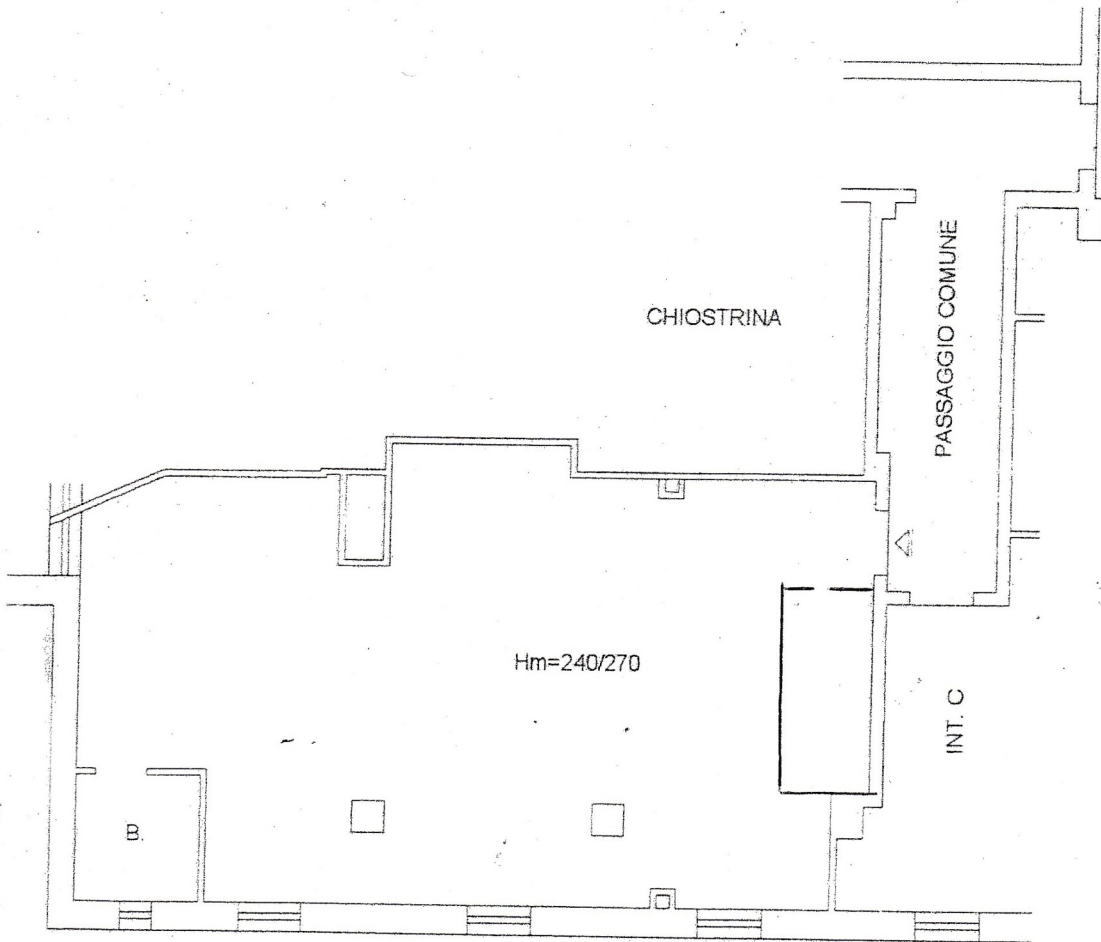 CHIOSTRINA
PASSAGGIO COMUNE
Hm=240/270
INT. C
B.